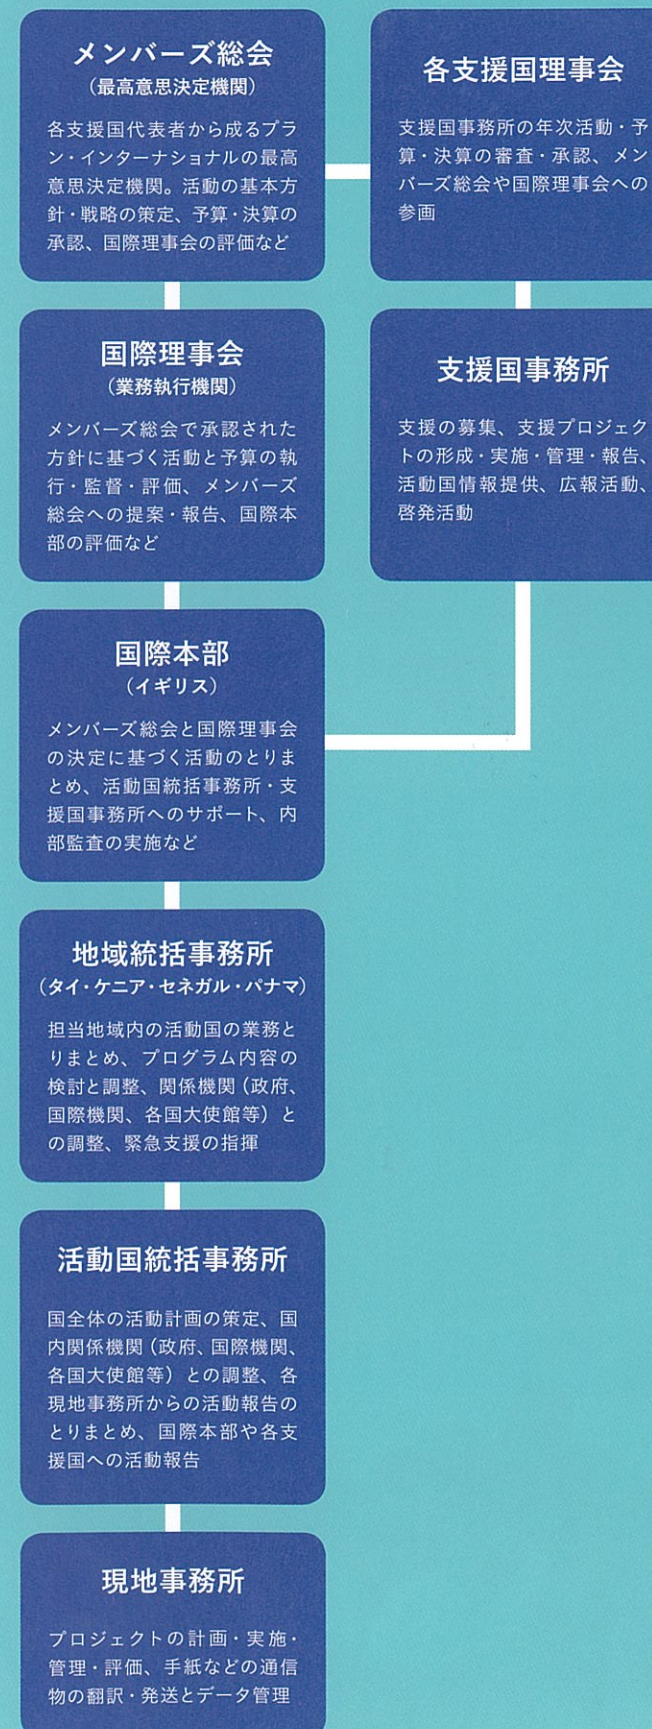 メンバーズ総会
（最高意思決定機関）
各支援国代表者から成るプラ
ン・インターナショナルの最高
意思決定機関。活動の基本方
針・戦略の策定、予算・決算の
承認、国際理事会の評価など
各支援国理事会
支援国事務所の年次活動・予
算・決算の審査・承認、メン
バーズ総会や国際理事会への
参画
国際理事会
（業務執行機関）
メンバーズ総会で承認された
方針に基づく活動と予算の執
行・監督・評価、メンバーズ
総会への提案・報告、国際本
部の評価など
支援国事務所
支援の募集、支援プロジェク
トの形成・実施・管理・報告、
活動国情報提供、広報活動、
啓発活動
国際本部
（イギリス）
メンバーズ総会と国際理事会
の決定に基づく活動のとりま
とめ、活動国統括事務所・支
援国事務所へのサポート、内
部監査の実施など
地域統括事務所
（タイ・ケニア・セネガル・パナマ）
担当地域内の活動国の業務と
りまとめ、プログラム内容の
検討と調整、関係機関（政府、
国際機関、各国大使館等）と
の調整、緊急支援の指揮
活動国統括事務所
国全体の活動計画の策定、国
内関係機関（政府、国際機関、
各国大使館等）との調整、各
現地事務所からの活動報告の
とりまとめ、国際本部や各支
援国への活動報告
現地事務所
プロジェクトの計画・実施・
管理・評価、手紙などの通信
物の翻訳・発送とデータ管理